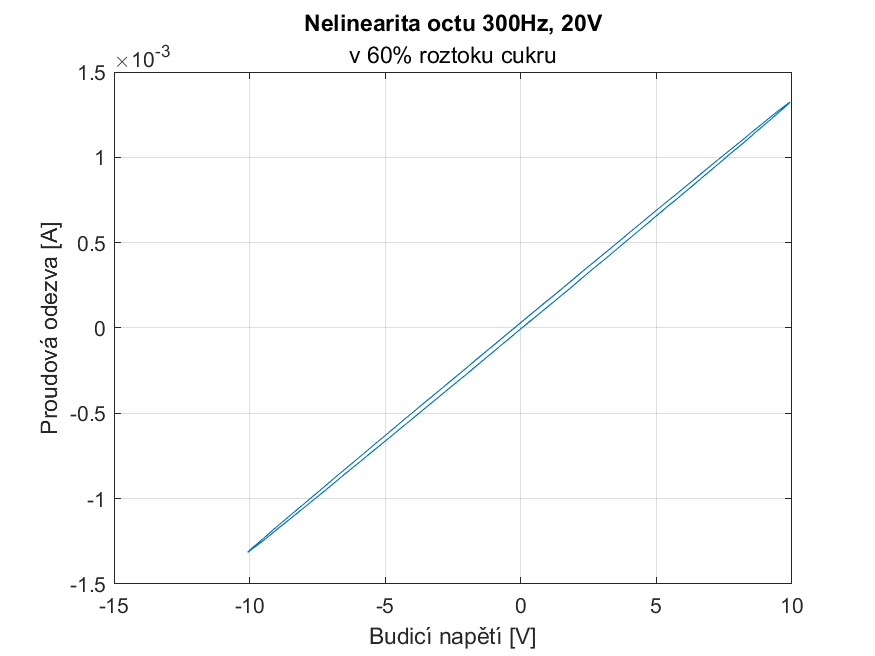 Nelinearita octu 300Hz, 20V
v 60% roztoku cukru
×10-3
1.5
1
0.5
0
-0.5
-1
-1.5
-15 -10 -5 0 5 10
Budicí napětí [V]
Proudová odezva [A]